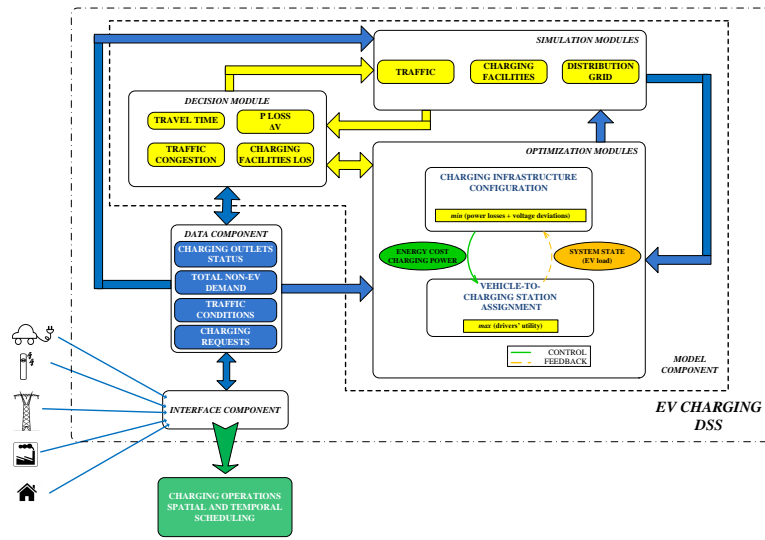 SIMULATION MODULES
TRAFFIC
CHARGING
FACILITIES
DISTRIBUTION
GRID
DECISION MODULE
TRAVEL TIME
P LOSS
ΔV
TRAFFIC
CONGESTION
CHARGING
FACILITIES LOS
OPTIMIZATION MODULES
CHARGING INFRASTRUCTURE
CONFIGURATION
min (power losses + voltage deviations)
ENERGY COST
CHARGING POWER
SYSTEM STATE
(EV load)
VEHICLE-TO-
CHARGING STATION
ASSIGNMENT
max (drivers' utility)
CONTROL
FEEDBACK
MODEL
COMPONENT
DATA COMPONENT
CHARGING OUTLETS
STATUS
TOTAL NON-EV
DEMAND
TRAFFIC
CONDITIONS
CHARGING
REQUESTS
INTERFACE COMPONENT
EV CHARGING
DSS
CHARGING OPERATIONS
SPATIAL AND TEMPORAL
SCHEDULING